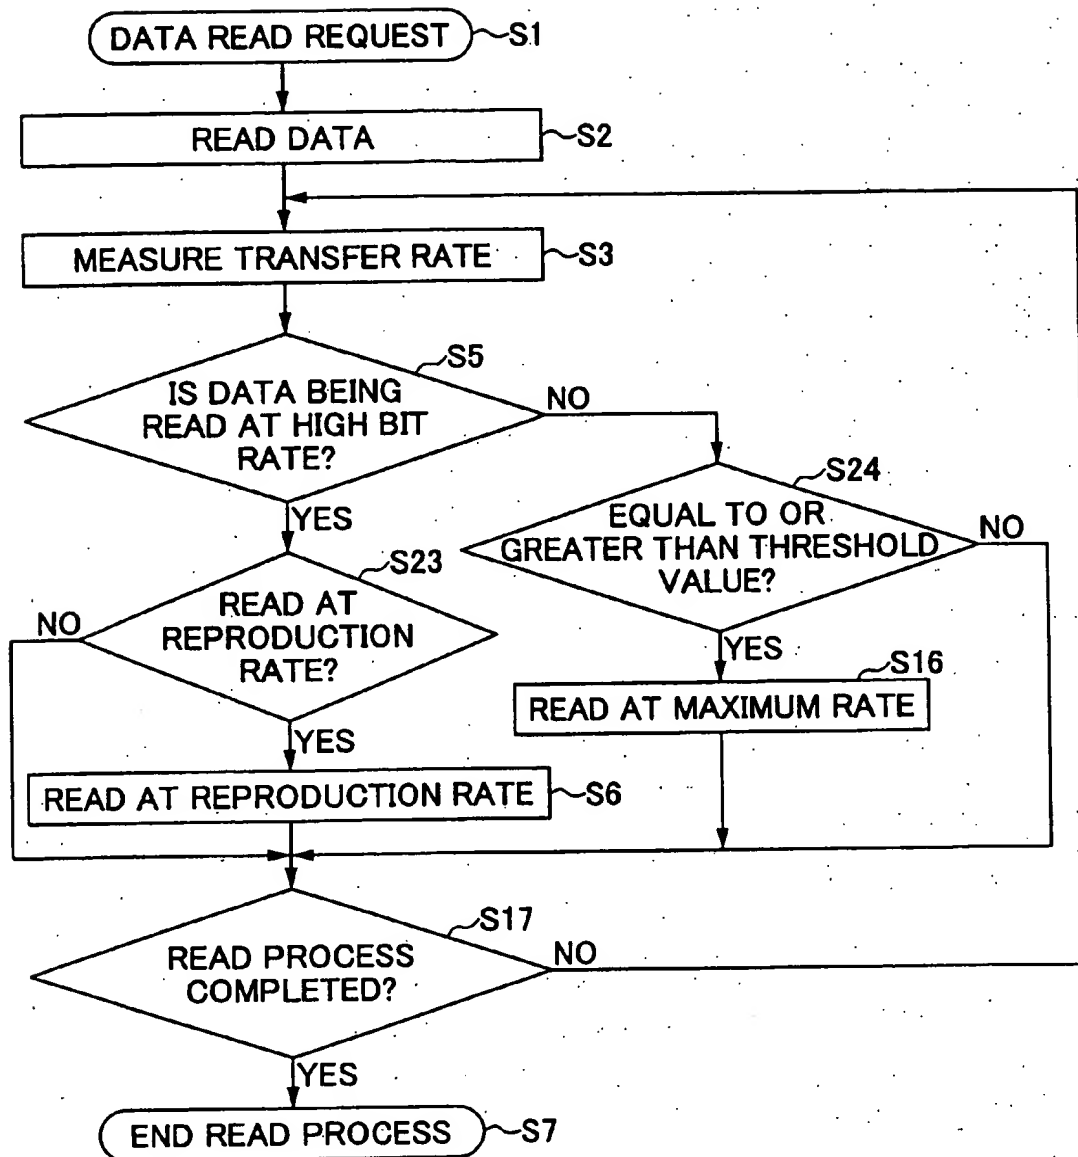 DATA READ REQUEST
S1
READ DATA
S2
MEASURE TRANSFER RATE
S3
S5
IS DATA BEING
READ AT HIGH BIT
RATE?
NO
YES
S24
EQUAL TO OR
GREATER THAN THRESHOLD
VALUE?
NO
YES
S23
READ AT
REPRODUCTION
RATE?
NO
YES
S16
READ AT MAXIMUM RATE
READ AT REPRODUCTION RATE
S6
S17
READ PROCESS
COMPLETED?
NO
YES
END READ PROCESS
S7